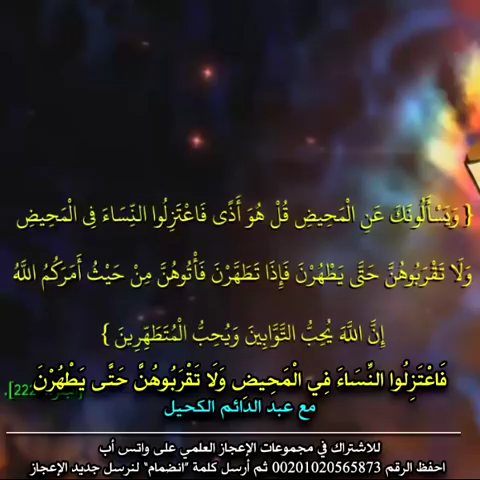 { وَيَسْأَلُونَكَ عَنِ الْمَحِيضِ قُلْ هُوَ أَذًى فَاعْتَزِلُوا النِّسَاءَ فِي الْمَحِيضِ
وَلَا تَقْرَبُوهُنَّ حَتَّى يَطْهُرْنَ فَإِذَا تَطَهَّرْنَ فَأْتُوهُنَّ مِنْ حَيْثُ أَمَرَكُمُ اللَّهُ
إِنَّ اللَّهَ يُحِبُّ التَّوَّابِينَ وَيُحِبُّ الْمُتَطَهِّرِينَ }
فَاعْتَزِلُوا النِّسَاءَ فِي الْمَحِيضِ وَلَا تَقْرَبُوهُنَّ حَتَّى يَطْهُرْنَ
222].
مع عبد الدائم الكحيل
للاشتراك في مجموعات الإعجاز العلمي على واتس أب
احفظ الرقم 00201020565873 ثم أرسل كلمة "انضمام" لنرسل جديد الإعجاز